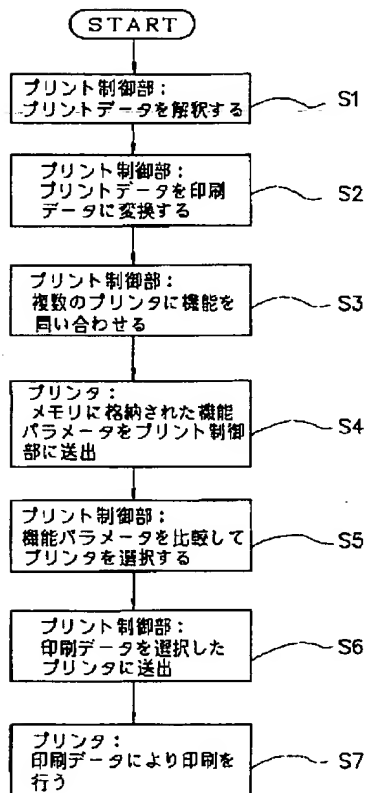 START
プリント制御部：
プリントデータを解釈する
S1
プリント制御部：
プリントデータを印刷
データに変換する
S2
プリント制御部：
複数のプリンタに機能を
問い合わせる
S3
プリンタ：
メモリに格納された機能
パラメータをプリント制御
部に送出
S4
プリント制御部：
機能パラメータを比較して
プリンタを選択する
S5
プリント制御部：
印刷データを選択した
プリンタに送出
S6
プリンタ：
印刷データにより印刷を
行う
S7